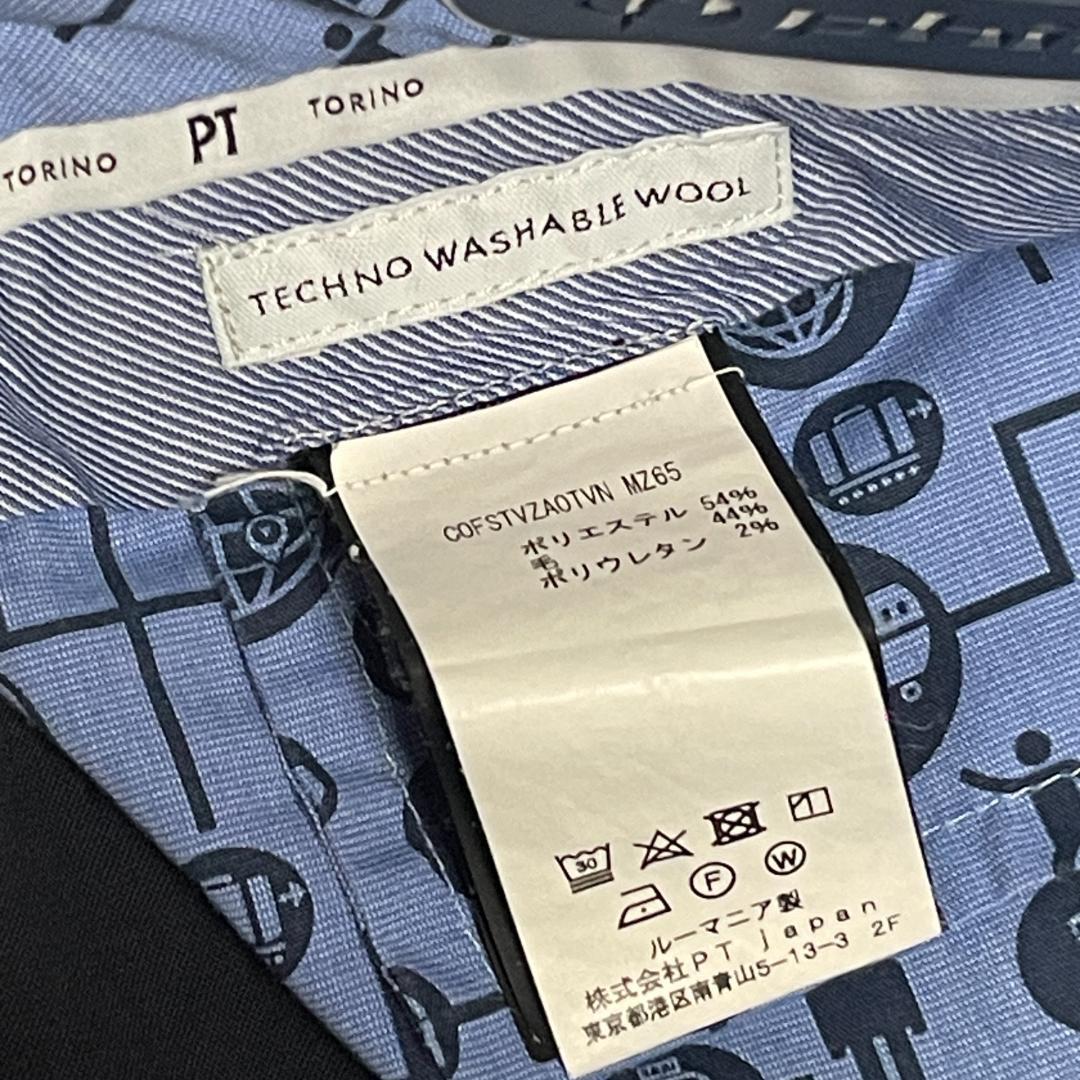 TORINO PT TORINO
TECHNO WASHABLE WOOL
COFSTVZAOTVN MZ65
ポリエステル 54%
毛 44%
ポリウレタン 2%
30
F W
ルーマニア製
株式会社PT Japan
東京都港区南青山5-13-3 2F